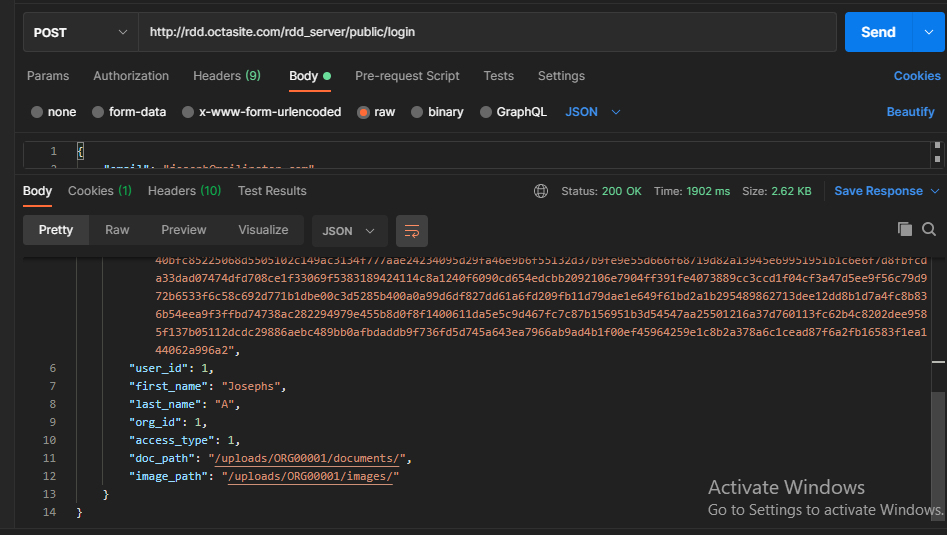 POST
http://rdd.octasite.com/rdd_server/public/login
Send
Params Authorization Headers (9) Body Pre-request Script Tests Settings Cookies
none form-data x-www-form-urlencoded raw binary GraphQL JSON Beautify
1 {
Body Cookies (1) Headers (10) Test Results Status: 200 OK Time: 1902 ms Size: 2.62 KB Save Response
Pretty Raw Preview Visualize JSON
40bfc85225068d5505102c149ac3134f777aae24234095d29fa46e9b6f55132d37b9fe9e55d666f68719d82a13945e69951951b1c6e6f7d8fbfcd
a33dad07474dfd708ce1f33069f5383189424114c8a1240f6090cd654edcbb2092106e7904ff391fe4073889cc3ccd1f04cf3a47d5ee9f56c79d9
72b6533f6c58c692d771b1dbe00c3d5285b400a0a99d6df827dd61a6fd209fb11d79dae1e649f61bd2a1b295489862713dee12dd8b1d7a4fc8b83
6b54eea9f3ffbd74738ac282294979e455b8d0f8f1400611da5e5c9d467fc7c87b156951b3d54547aa25501216a37d760113fc62b4c8202dee958
5f137b05112dcdc29886aebc489bb0afbdaddb9f736fd5d745a643ea7966ab9ad4b1f00ef45964259e1c8b2a378a6c1cead87f6a2fb16583f1ea1
44062a996a2",
6 "user_id": 1,
7 "first_name": "Josephs",
8 "last_name": "A",
9 "org_id": 1,
10 "access_type": 1,
11 "doc_path": "/uploads/ORG00001/documents/",
12 "image_path": "/uploads/ORG00001/images/"
13 }
14 }
Activate Windows
Go to Settings to activate Windows.